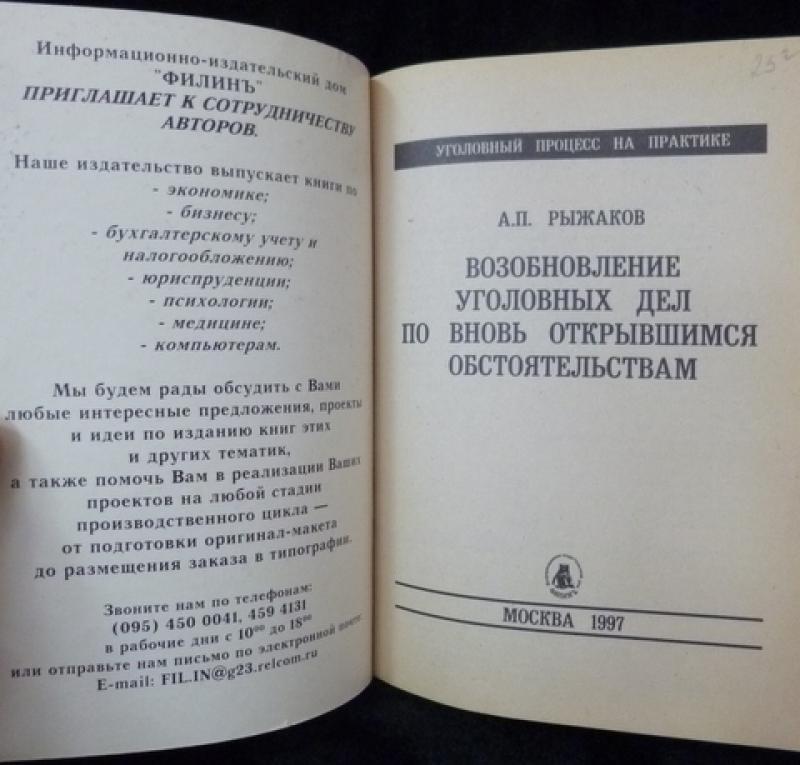 Информационно-издательский дом
"ФИЛИНЪ"
ПРИГЛАШАЕТ К СОТРУДНИЧЕСТВУ
АВТОРОВ.
Наше издательство выпускает книги по
- экономике;
- бизнесу;
- бухгалтерскому учету и
налогообложению;
- юриспруденции;
- психологии;
- медицине;
- компьютерам.
Мы будем рады обсудить с Вами
любые интересные предложения, проекты
и идеи по изданию книг этих
и других тематик,
а также помочь Вам в реализации Ваших
проектов на любой стадии
производственного цикла —
от подготовки оригинал-макета
до размещения заказа в типографии.
Звоните нам по телефонам:
(095) 450 0041, 459 4131
в рабочие дни с 10⁰⁰ до 18⁰⁰
или отправьте нам письмо по электронной почте:
E-mail: FIL.IN@g23.relcom.ru
УГОЛОВНЫЙ ПРОЦЕСС НА ПРАКТИКЕ
А.П. РЫЖАКОВ
ВОЗОБНОВЛЕНИЕ
УГОЛОВНЫХ ДЕЛ
ПО ВНОВЬ ОТКРЫВШИМСЯ
ОБСТОЯТЕЛЬСТВАМ
ФИЛИНЪ
МОСКВА 1997